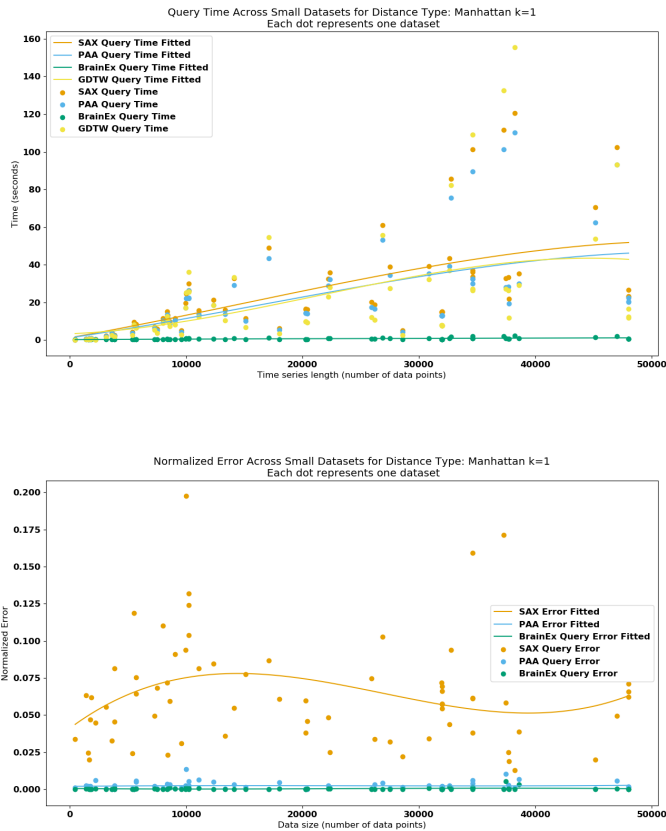 Query Time Across Small Datasets for Distance Type: Manhattan k=1
Each dot represents one dataset
160
140
120
100
80
60
40
20
0
Time (seconds)
SAX Query Time Fitted
PAA Query Time Fitted
BrainEx Query Time Fitted
GDTW Query Time Fitted
SAX Query Time
PAA Query Time
BrainEx Query Time
GDTW Query Time
0 10000 20000 30000 40000 50000
Time series length (number of data points)
Normalized Error Across Small Datasets for Distance Type: Manhattan k=1
Each dot represents one dataset
0.200
0.175
0.150
0.125
0.100
0.075
0.050
0.025
0.000
Normalized Error
SAX Error Fitted
PAA Error Fitted
BrainEx Query Error Fitted
SAX Query Error
PAA Query Error
BrainEx Query Error
0 10000 20000 30000 40000 50000
Data size (number of data points)